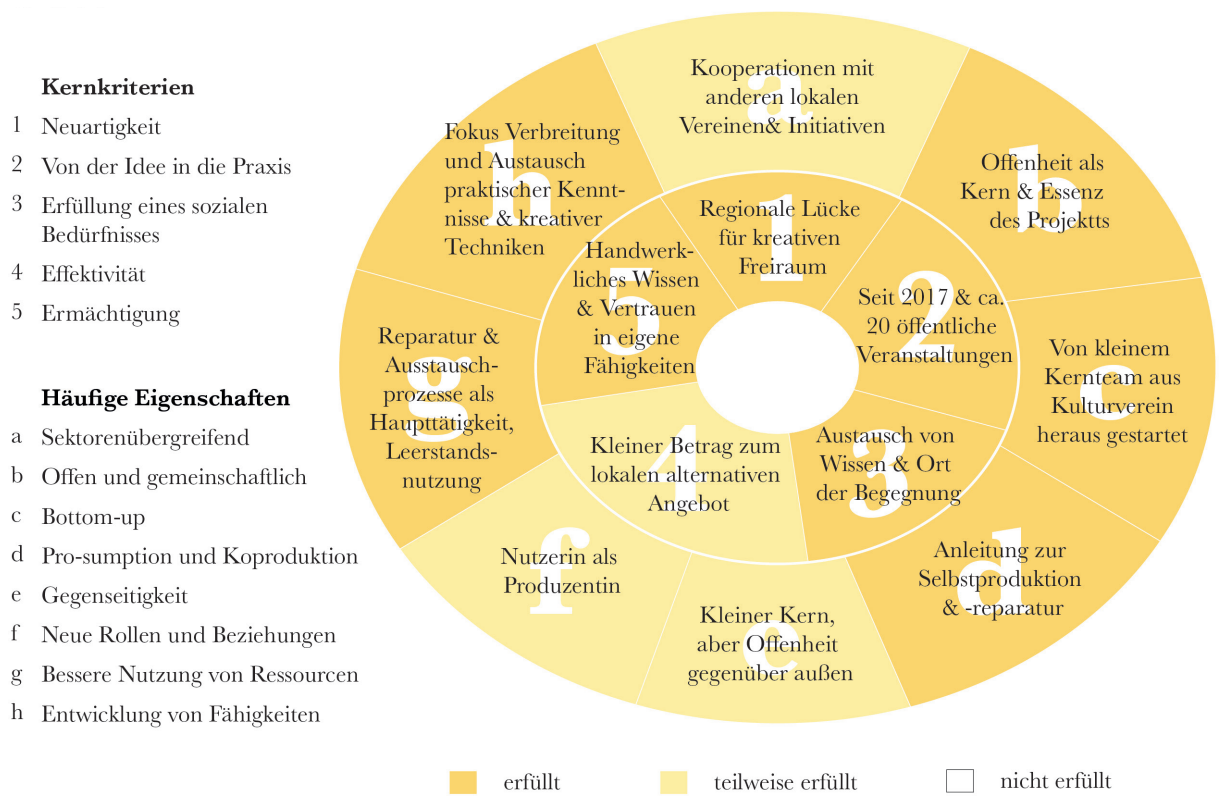 Kernkriterien
1 Neuartigkeit
2 Von der Idee in die Praxis
3 Erfüllung eines sozialen
Bedürfnisses
4 Effektivität
5 Ermächtigung
Häufige Eigenschaften
a Sektorenübergreifend
b Offen und gemeinschaftlich
c Bottom-up
d Pro-sumption und Koproduktion
e Gegenseitigkeit
f Neue Rollen und Beziehungen
g Bessere Nutzung von Ressourcen
h Entwicklung von Fähigkeiten
a
Kooperationen mit
anderen lokalen
Vereinen& Initiativen
b
Offenheit als
Kern & Essenz
des Projektts
c
Von kleinem
Kernteam aus
Kulturverein
heraus gestartet
d
Anleitung zur
Selbstproduktion
& -reparatur
e
Kleiner Kern,
aber Offenheit
gegenüber außen
f
Nutzerin als
Produzentin
g
Reparatur &
Ausstausch-
prozesse als
Haupttätigkeit,
Leerstands-
nutzung
h
Fokus Verbreitung
und Austausch
praktischer Kennt-
nisse & kreativer
Techniken
1
Regionale Lücke
für kreativen
Freiraum
2
Seit 2017 & ca.
20 öffentliche
Veranstaltungen
3
Austausch von
Wissen & Ort
der Begegnung
4
Kleiner Betrag zum
lokalen alternativen
Angebot
5
Handwerk-
liches Wissen
& Vertrauen
in eigene
Fähigkeiten
erfüllt
teilweise erfüllt
nicht erfüllt